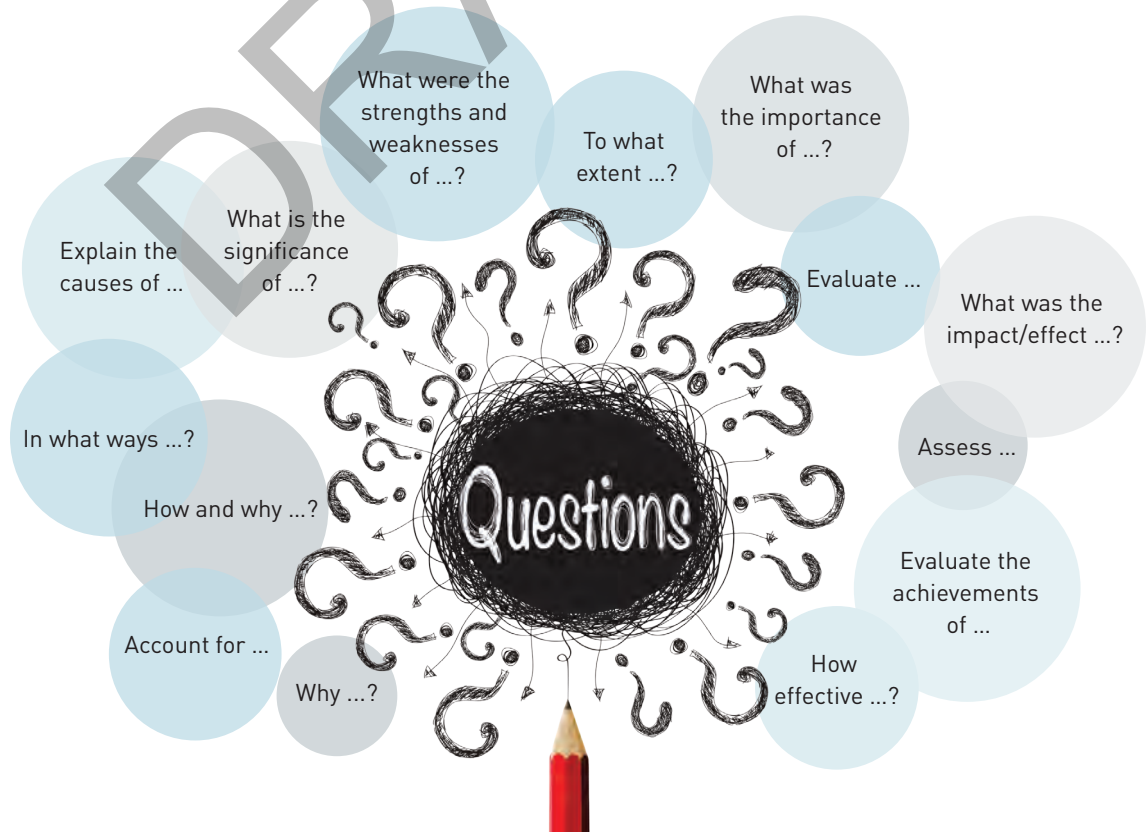 What were the
strengths and
weaknesses
of ...?
To what
extent ...?
What was
the importance
of ...?
Explain the
causes of ...
What is the
significance
of ...?
Evaluate ...
What was the
impact/effect ...?
In what ways ...?
How and why ...?
Assess ...
Questions
Evaluate the
achievements
of ...
Account for ...
Why ...?
How
effective ...?